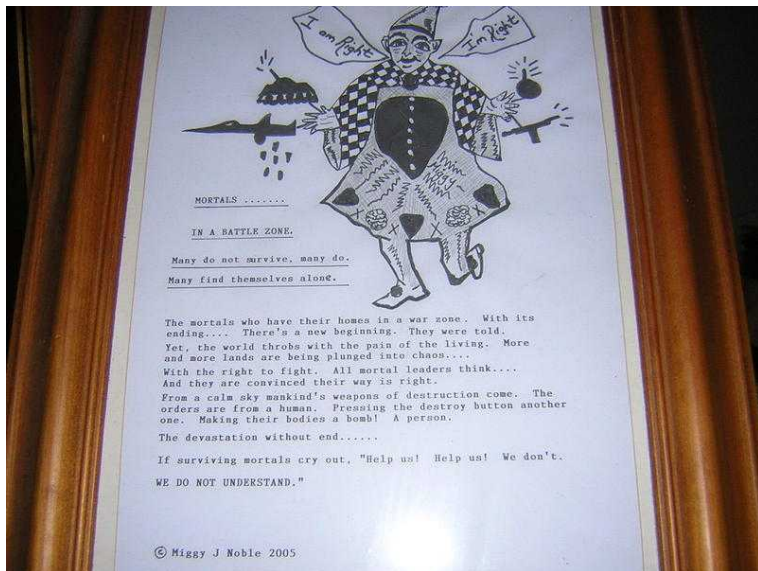 I am Right
I'm Right
MORTALS .......
IN A BATTLE ZONE.
Many do not survive, many do.
Many find themselves alone.
The mortals who have their homes in a war zone. With its
ending.... There's a new beginning. They were told.
Yet, the world throbs with the pain of the living. More
and more lands are being plunged into chaos....
With the right to fight. All mortal leaders think....
And they are convinced their way is right.
From a calm sky mankind's weapons of destruction come. The
orders are from a human. Pressing the destroy button another
one. Making their bodies a bomb! A person.
The devastation without end......
If surviving mortals cry out, "Help us! Help us! We don't.
WE DO NOT UNDERSTAND."
© Miggy J Noble 2005